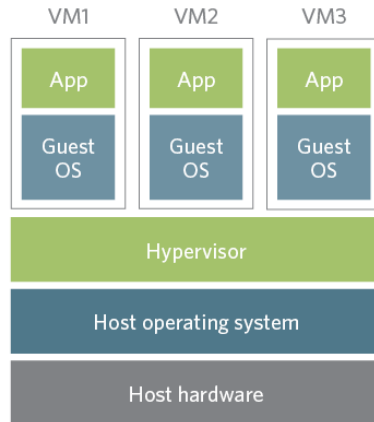 VM1 VM2 VM3
App App App
Guest Guest Guest
OS OS OS
Hypervisor
Host operating system
Host hardware